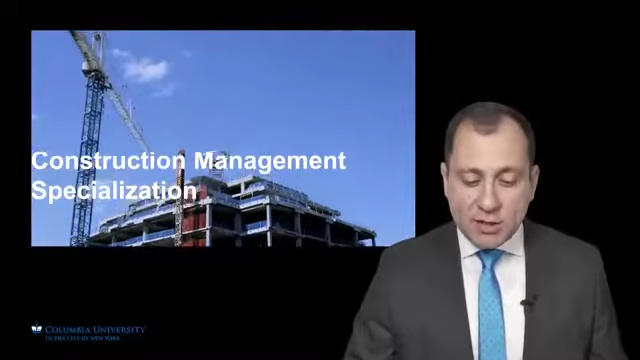 Construction Management
Specialization
COLUMBIA UNIVERSITY
IN THE CITY OF NEW YORK